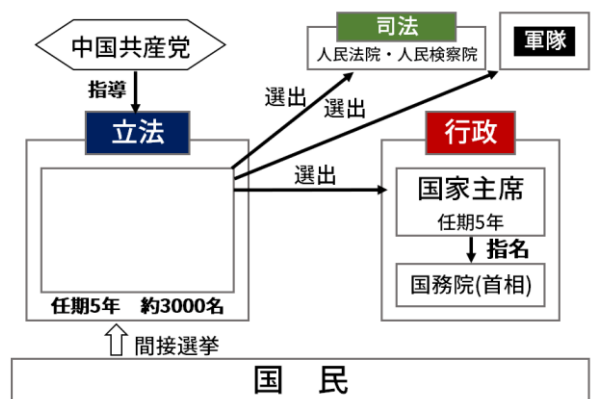 中国共産党
指導
立法
任期5年　約3000名
間接選挙
国　民
司法
人民法院・人民検察院
軍隊
選出
選出
選出
行政
国家主席
任期5年
指名
国務院(首相)